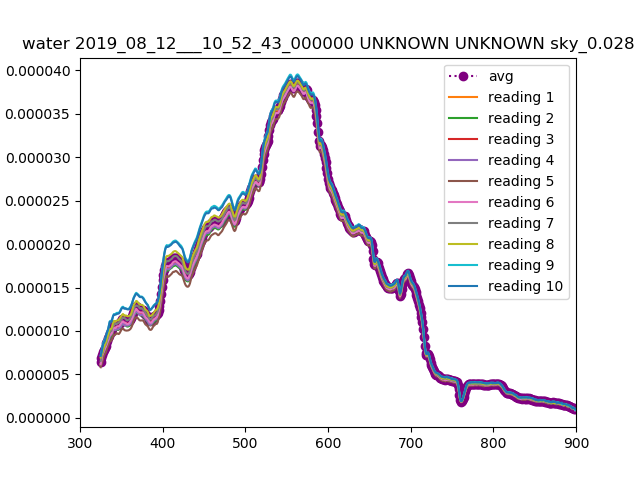 water 2019_08_12___10_52_43_000000 UNKNOWN UNKNOWN sky_0.028
0.000040
0.000035
0.000030
0.000025
0.000020
0.000015
0.000010
0.000005
0.000000
300 400 500 600 700 800 900
avg
reading 1
reading 2
reading 3
reading 4
reading 5
reading 6
reading 7
reading 8
reading 9
reading 10